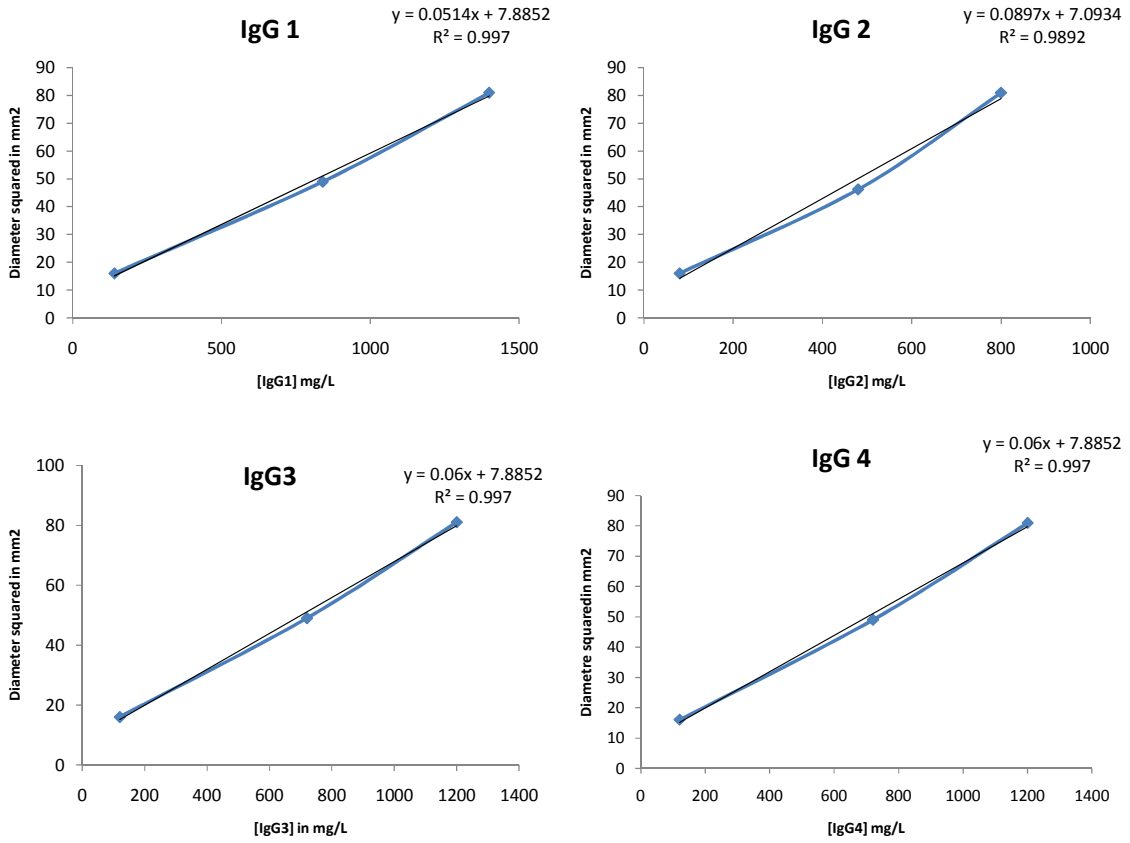 IgG 1
y = 0.0514x + 7.8852
R² = 0.997
Diameter squared in mm2
90
80
70
60
50
40
30
20
10
0
0 500 1000 1500
[IgG1] mg/L
IgG 2
y = 0.0897x + 7.0934
R² = 0.9892
Diameter squared in mm2
90
80
70
60
50
40
30
20
10
0
0 200 400 600 800 1000
[IgG2] mg/L
IgG3
y = 0.06x + 7.8852
R² = 0.997
Diameter squared in mm2
100
80
60
40
20
0
0 200 400 600 800 1000 1200 1400
[IgG3] in mg/L
IgG 4
y = 0.06x + 7.8852
R² = 0.997
Diametre squaredin mm2
90
80
70
60
50
40
30
20
10
0
0 200 400 600 800 1000 1200 1400
[IgG4] mg/L